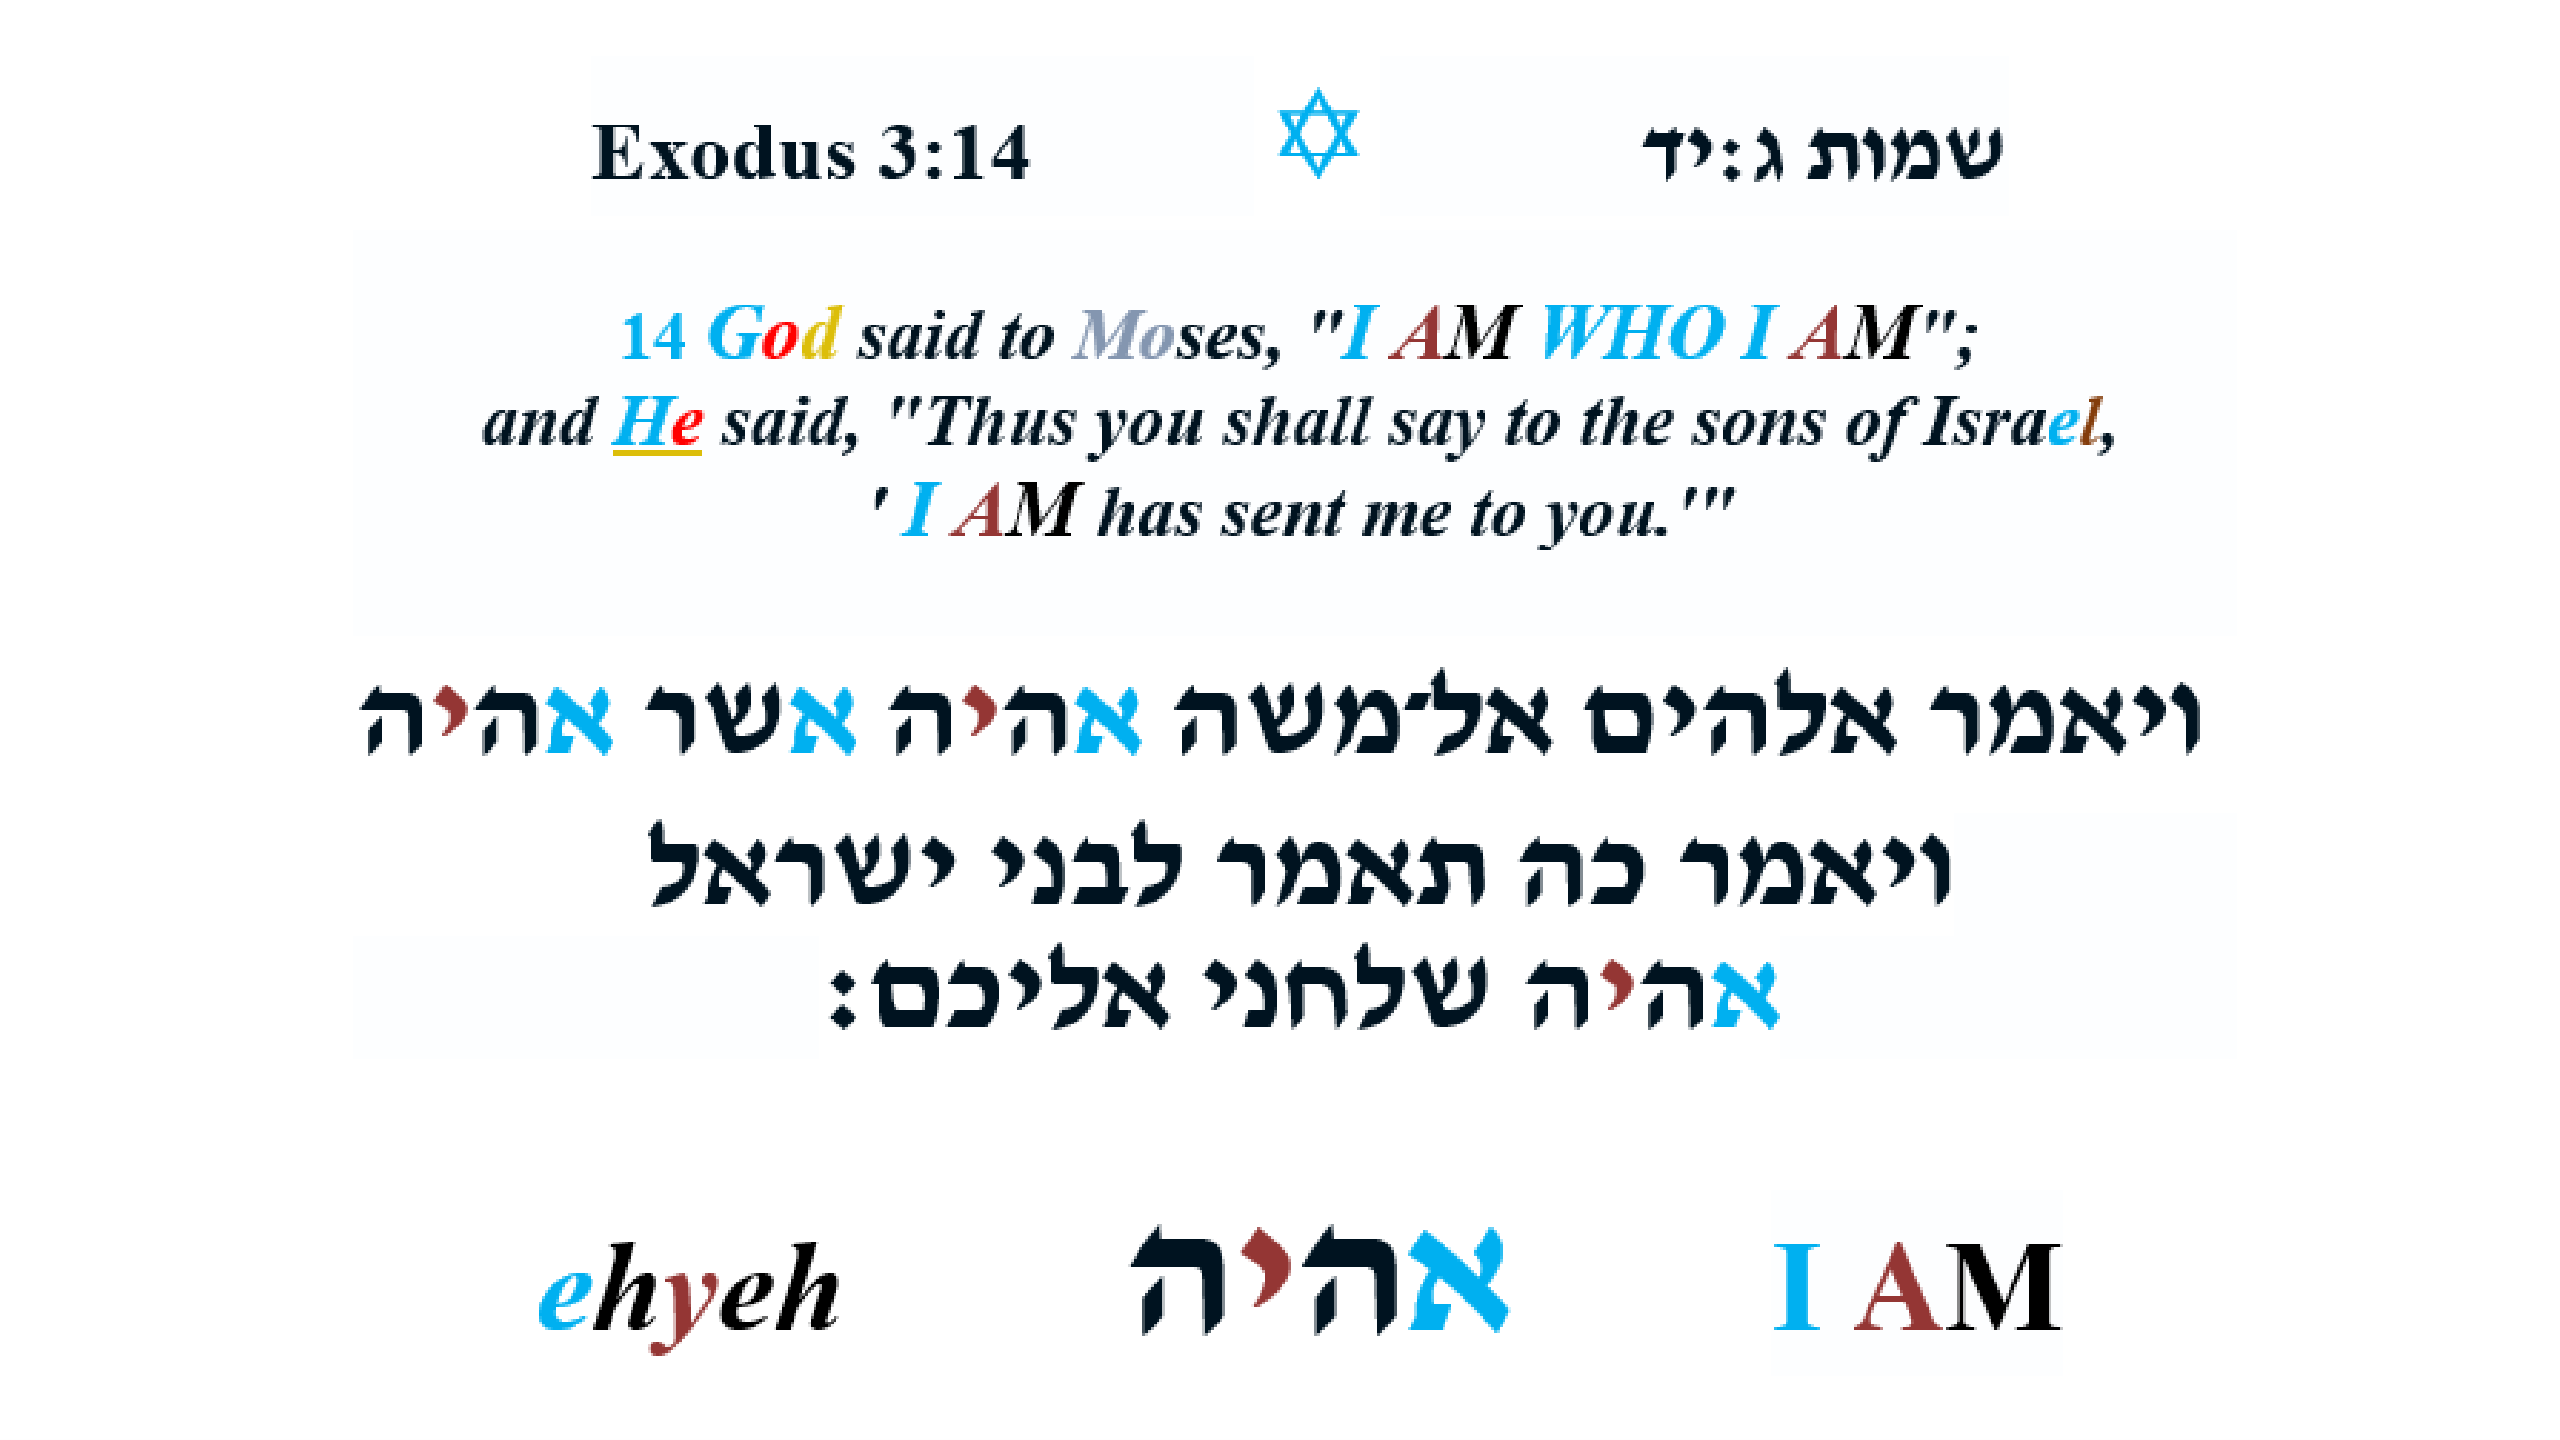 Exodus 3:14 ✡ שמות ג:יד
14 God said to Moses, "I AM WHO I AM";
and He said, "Thus you shall say to the sons of Israel,
' I AM has sent me to you.'"
ויאמר אלהים אל־משה אהיה אשר אהיה
ויאמר כה תאמר לבני ישראל
אהיה שלחני אליכם:
ehyeh אהיה I AM